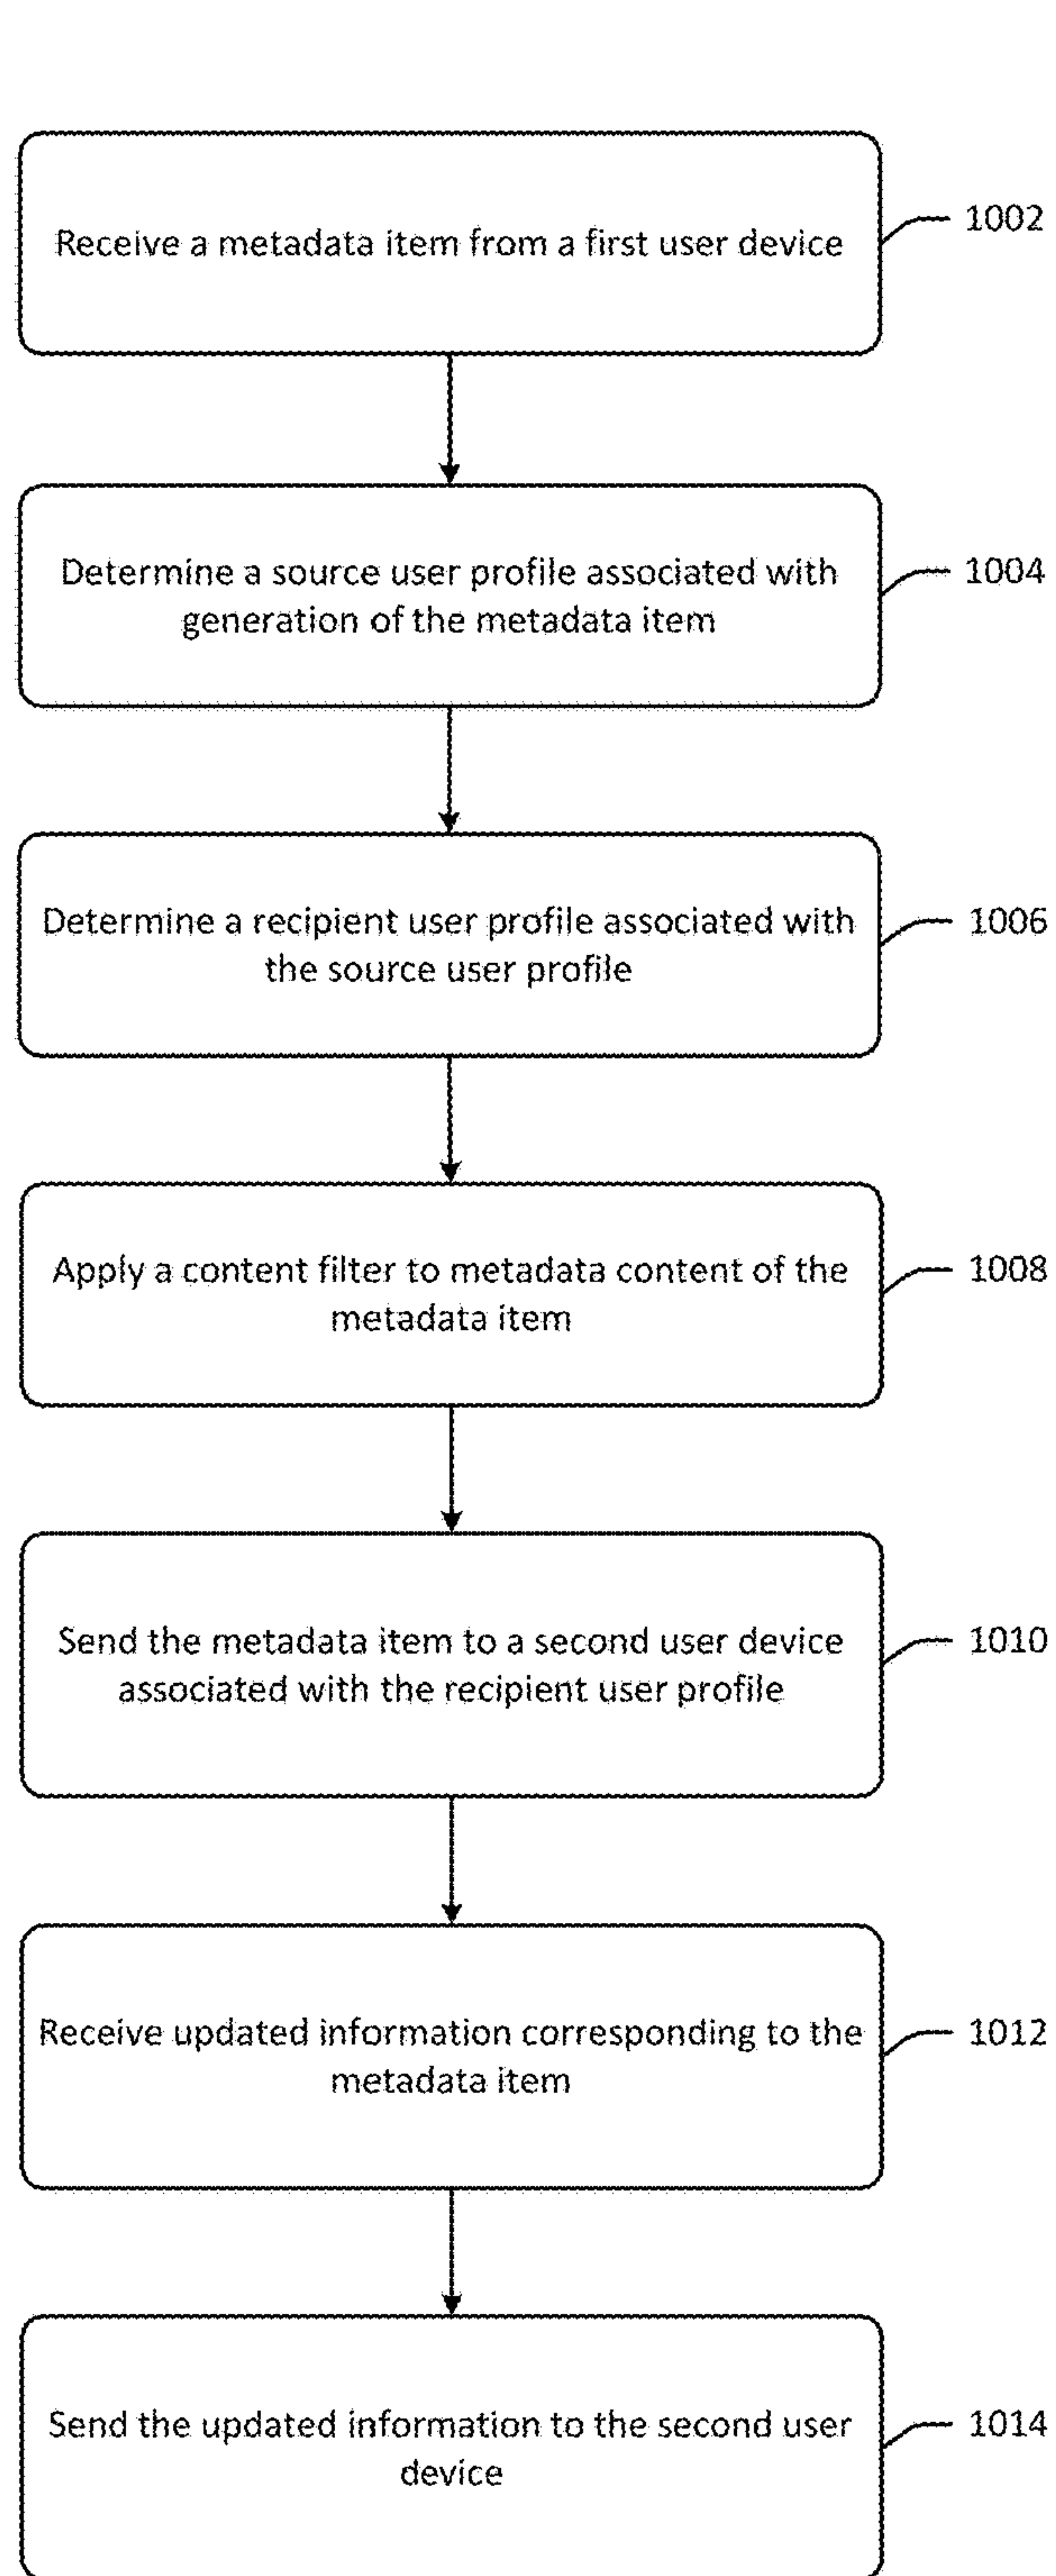 Receive a metadata item from a first user device
1002
Determine a source user profile associated with
generation of the metadata item
1004
Determine a recipient user profile associated with
the source user profile
1006
Apply a content filter to metadata content of the
metadata item
1008
Send the metadata item to a second user device
associated with the recipient user profile
1010
Receive updated information corresponding to the
metadata item
1012
Send the updated information to the second user
device
1014